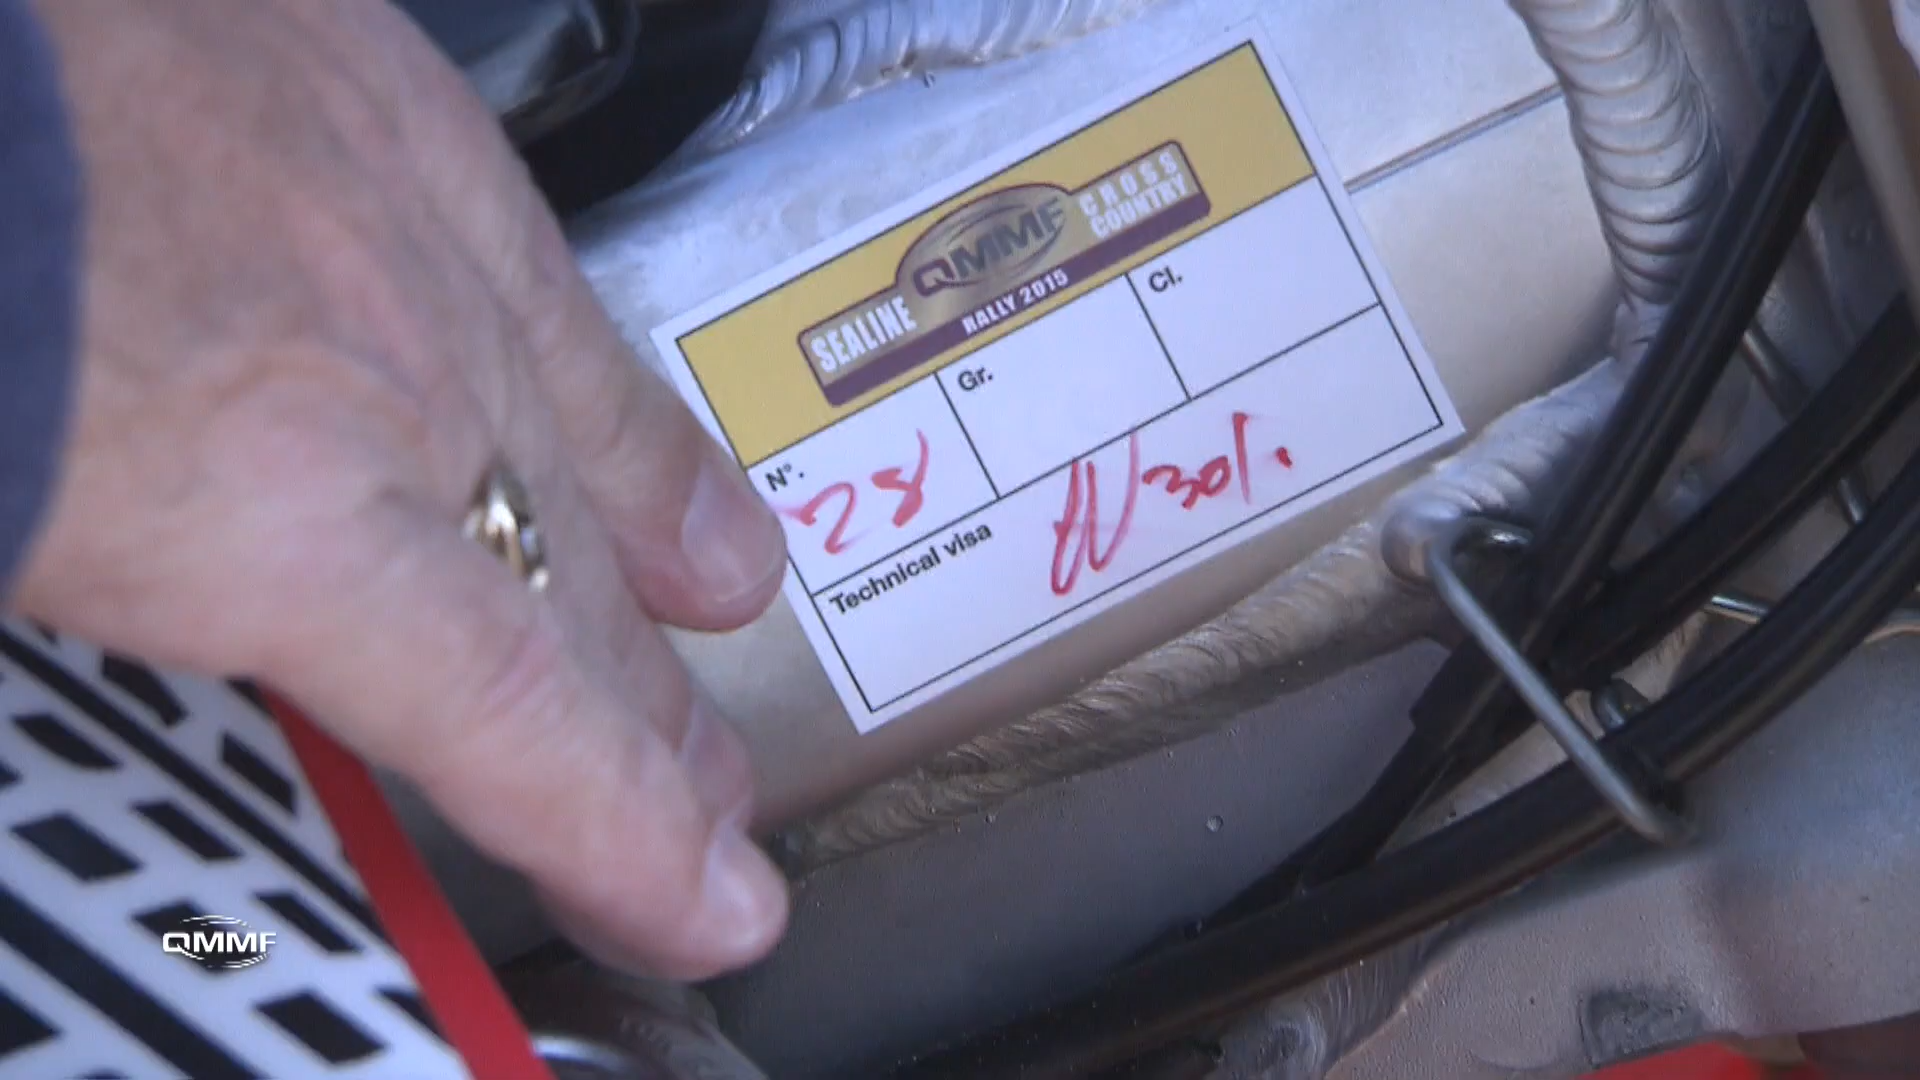 SEALINE QMMF CROSS COUNTRY
RALLY 2015
N°. 28 Gr. Cl.
Technical visa
QMMF